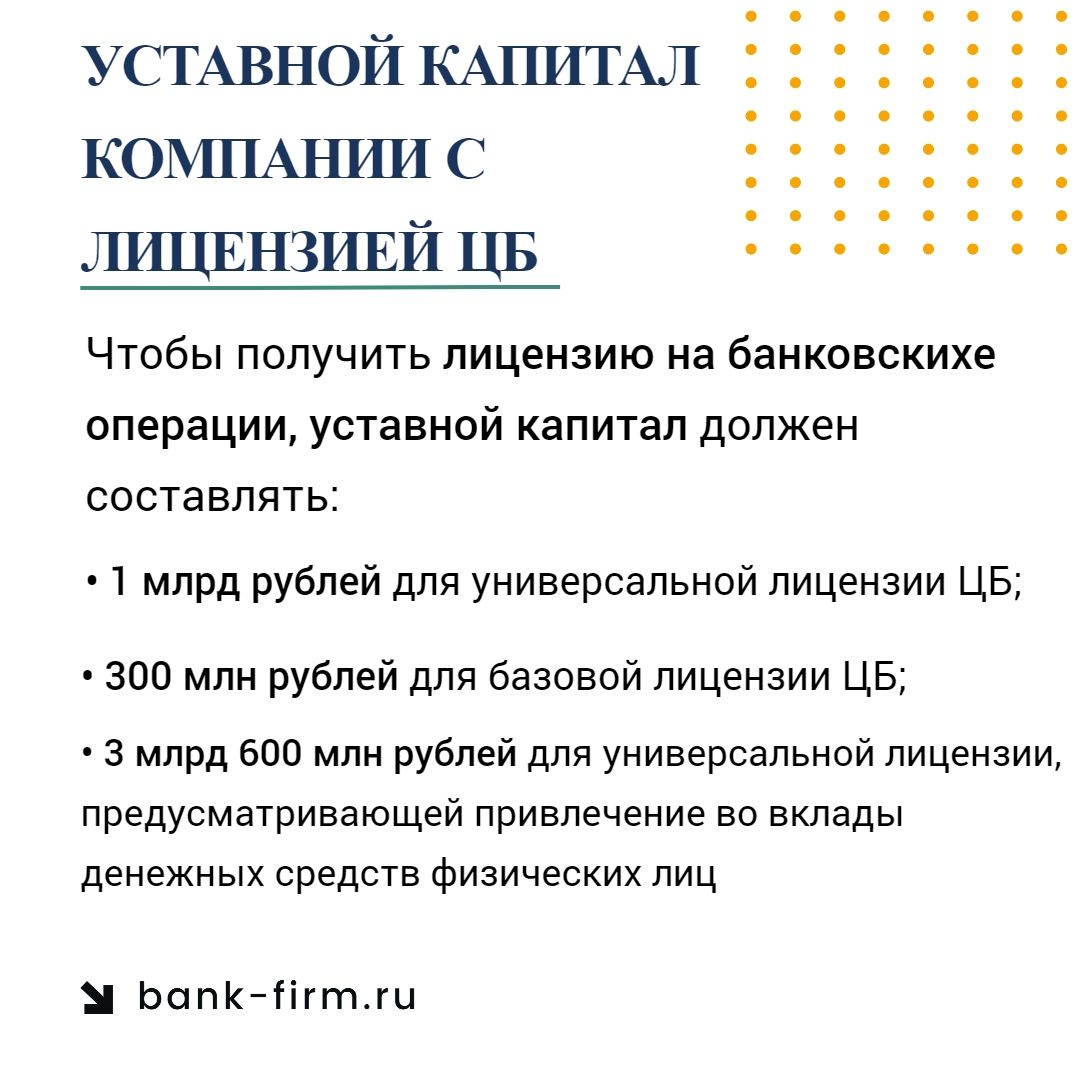 УСТАВНОЙ КАПИТАЛ
КОМПАНИИ С
ЛИЦЕНЗИЕЙ ЦБ
Чтобы получить лицензию на банковскихе
операции, уставной капитал должен
составлять:
• 1 млрд рублей для универсальной лицензии ЦБ;
• 300 млн рублей для базовой лицензии ЦБ;
• 3 млрд 600 млн рублей для универсальной лицензии,
предусматривающей привлечение во вклады
денежных средств физических лиц
bank-firm.ru